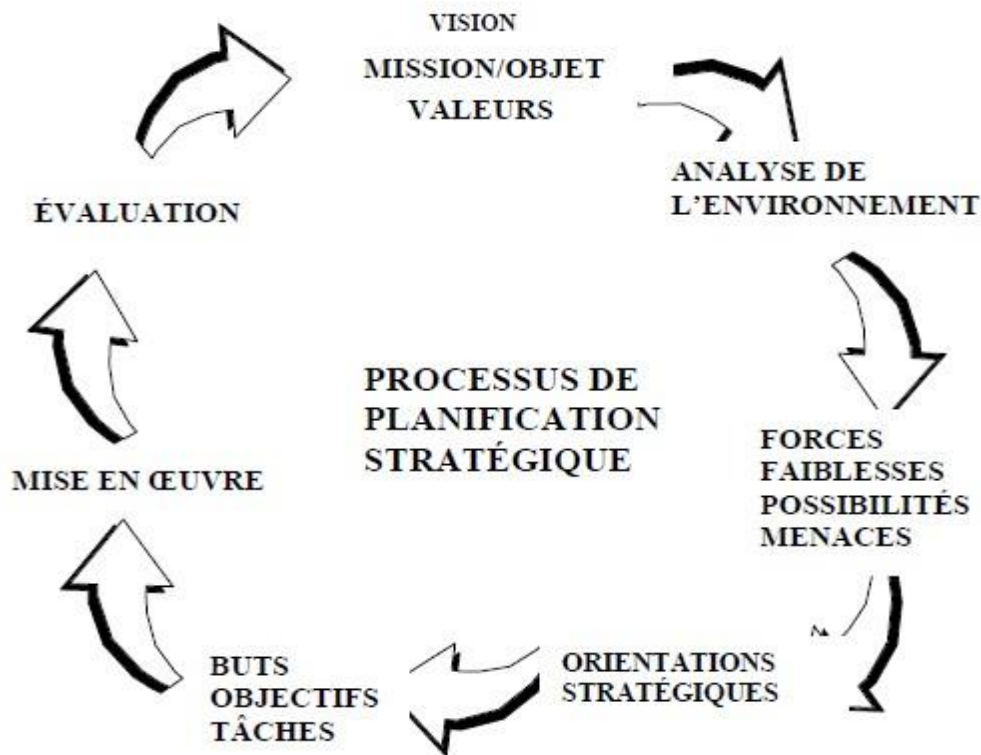 VISION
MISSION/OBJET
VALEURS
ANALYSE DE
L'ENVIRONNEMENT
FORCES
FAIBLESSES
POSSIBILITÉS
MENACES
ORIENTATIONS
STRATÉGIQUES
BUTS
OBJECTIFS
TÂCHES
MISE EN ŒUVRE
ÉVALUATION
PROCESSUS DE
PLANIFICATION
STRATÉGIQUE